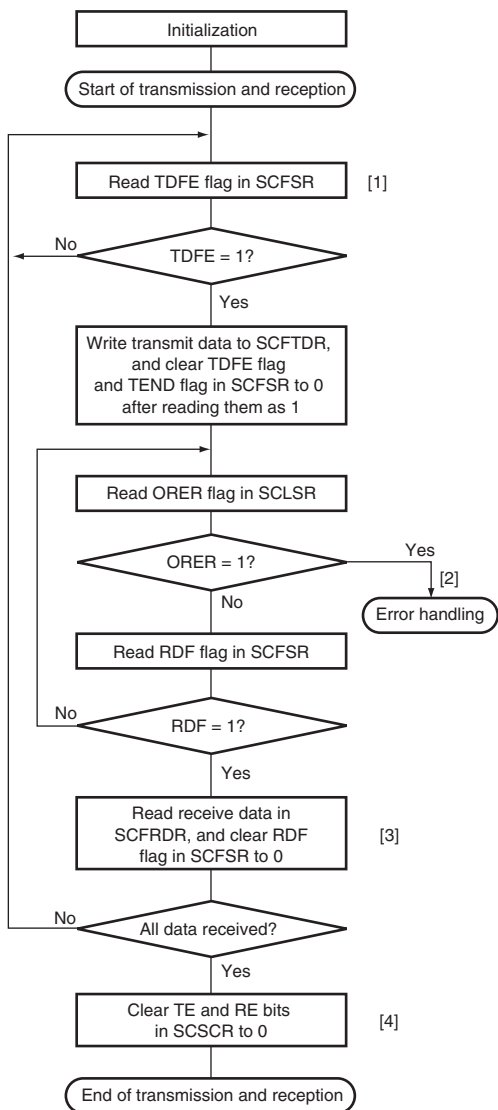 Initialization
Start of transmission and reception
Read TDFE flag in SCFSR
[1]
No
TDFE = 1?
Yes
Write transmit data to SCFTDR,
and clear TDFE flag
and TEND flag in SCFSR to 0
after reading them as 1
Read ORER flag in SCLSR
ORER = 1?
Yes
[2]
Error handling
No
Read RDF flag in SCFSR
No
RDF = 1?
Yes
Read receive data in
SCFRDR, and clear RDF
flag in SCFSR to 0
[3]
No
All data received?
Yes
Clear TE and RE bits
in SCSCR to 0
[4]
End of transmission and reception